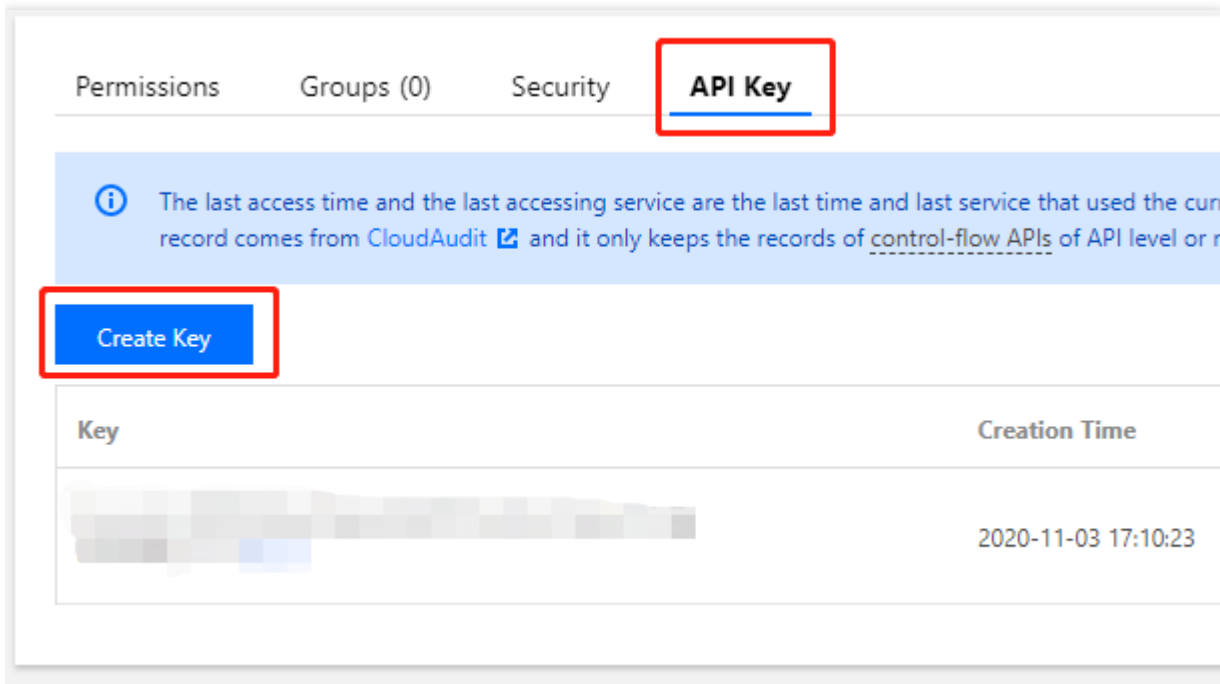 Permissions Groups (0) Security API Key
The last access time and the last accessing service are the last time and last service that used the
record comes from CloudAudit and it only keeps the records of control-flow APIs of API level or
Create Key
Key Creation Time
2020-11-03 17:10:23